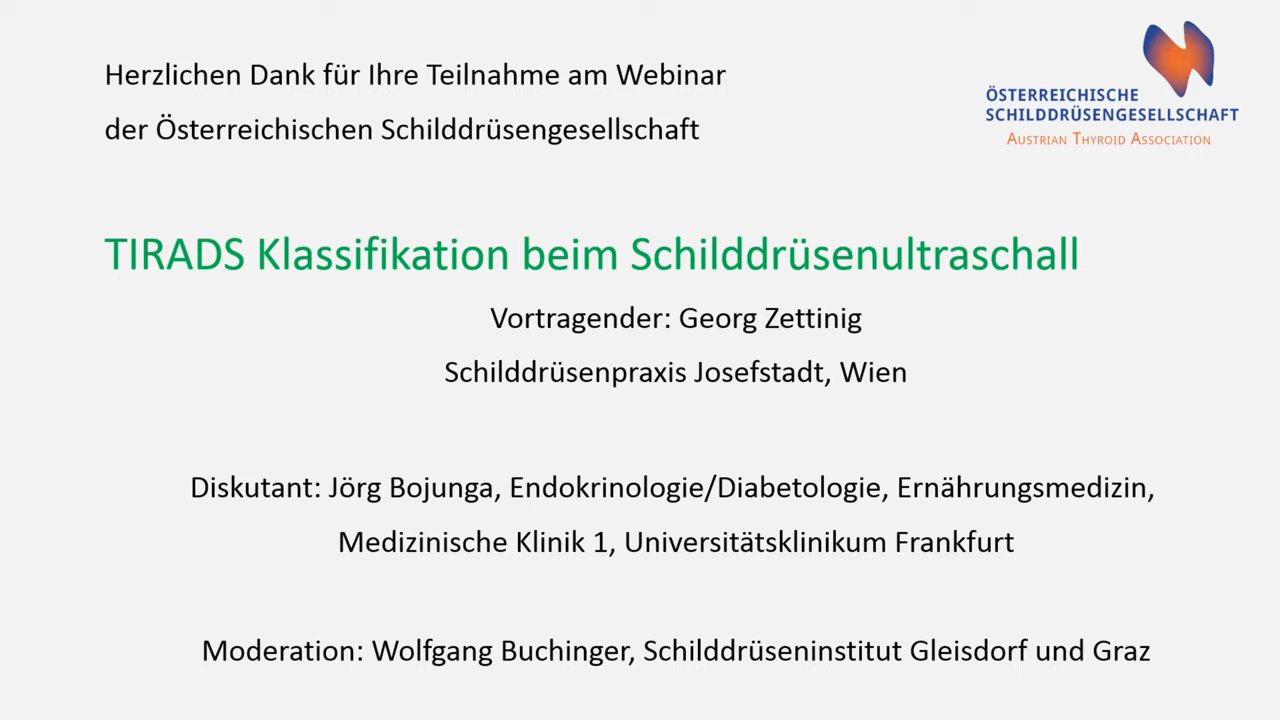 Herzlichen Dank für Ihre Teilnahme am Webinar
der Österreichischen Schilddrüsengesellschaft
ÖSTERREICHISCHE
SCHILDDRÜSENGESELLSCHAFT
AUSTRIAN THYROID ASSOCIATION
TIRADS Klassifikation beim Schilddrüsenultraschall
Vortragender: Georg Zettinig
Schilddrüsenpraxis Josefstadt, Wien
Diskutant: Jörg Bojunga, Endokrinologie/Diabetologie, Ernährungsmedizin,
Medizinische Klinik 1, Universitätsklinikum Frankfurt
Moderation: Wolfgang Buchinger, Schilddrüseninstitut Gleisdorf und Graz